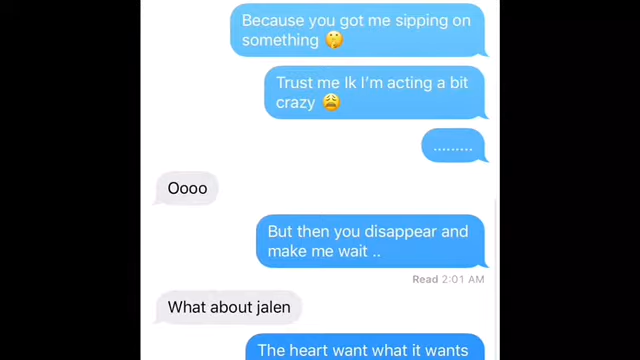 Because you got me sipping on
something 🤫
Trust me Ik I'm acting a bit
crazy 😩
.........
Oooo
But then you disappear and
make me wait ..
Read 2:01 AM
What about jalen
The heart want what it wants